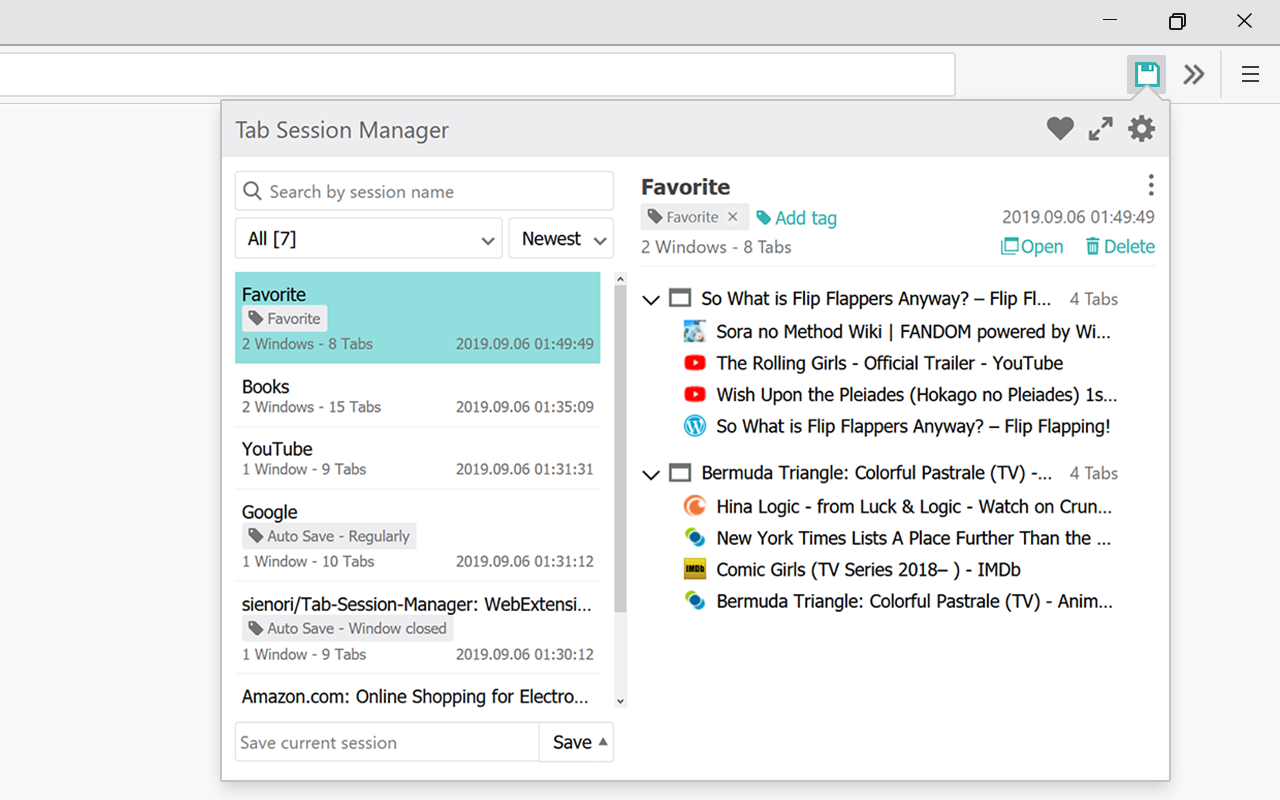 Tab Session Manager
Search by session name
All [7]
Newest
Favorite
Favorite
2 Windows - 8 Tabs 2019.09.06 01:49:49
Books
2 Windows - 15 Tabs 2019.09.06 01:35:09
YouTube
1 Window - 9 Tabs 2019.09.06 01:31:31
Google
Auto Save - Regularly
1 Window - 10 Tabs 2019.09.06 01:31:12
sienori/Tab-Session-Manager: WebExtensi...
Auto Save - Window closed
1 Window - 9 Tabs 2019.09.06 01:30:12
Amazon.com: Online Shopping for Electro...
Save current session
Save
Favorite
Favorite × Add tag 2019.09.06 01:49:49
2 Windows - 8 Tabs Open Delete
So What is Flip Flappers Anyway? – Flip Fl... 4 Tabs
Sora no Method Wiki | FANDOM powered by Wi...
The Rolling Girls - Official Trailer - YouTube
Wish Upon the Pleiades (Hokago no Pleiades) 1s...
So What is Flip Flappers Anyway? – Flip Flapping!
Bermuda Triangle: Colorful Pastrale (TV) -... 4 Tabs
Hina Logic - from Luck & Logic - Watch on Crun...
New York Times Lists A Place Further Than the ...
IMDb
Comic Girls (TV Series 2018– ) - IMDb
Bermuda Triangle: Colorful Pastrale (TV) - Anim...